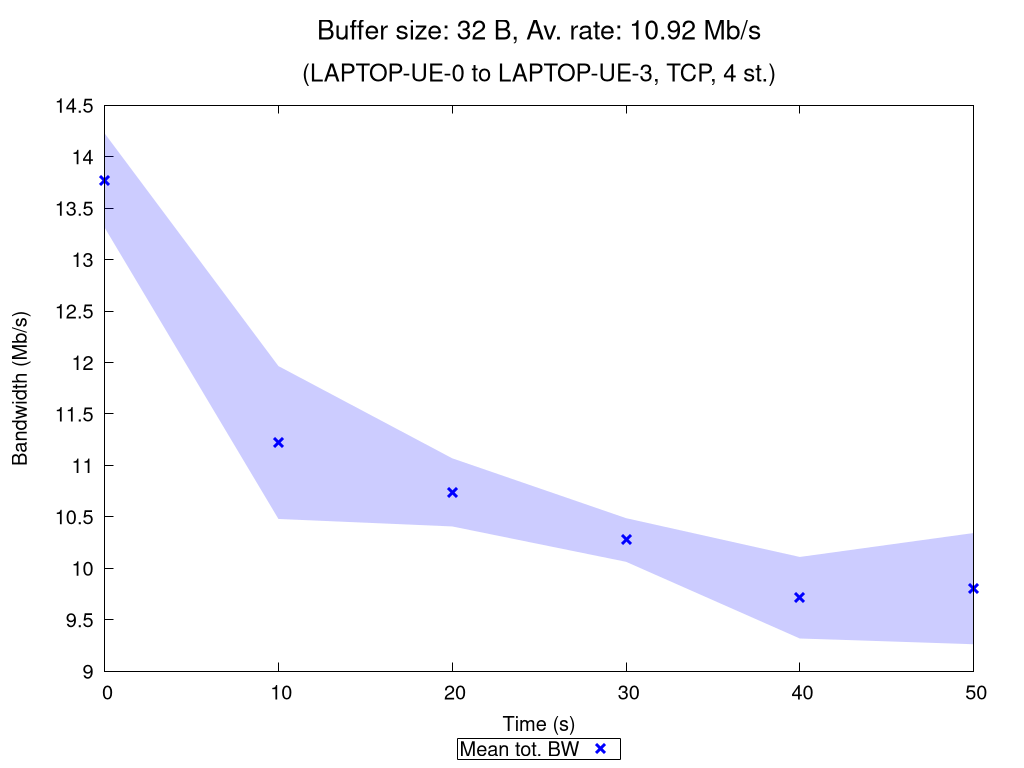 Buffer size: 32 B, Av. rate: 10.92 Mb/s
(LAPTOP-UE-0 to LAPTOP-UE-3, TCP, 4 st.)
14.5
14
13.5
13
12.5
12
11.5
11
10.5
10
9.5
9
Bandwidth (Mb/s)
0 10 20 30 40 50
Time (s)
Mean tot. BW